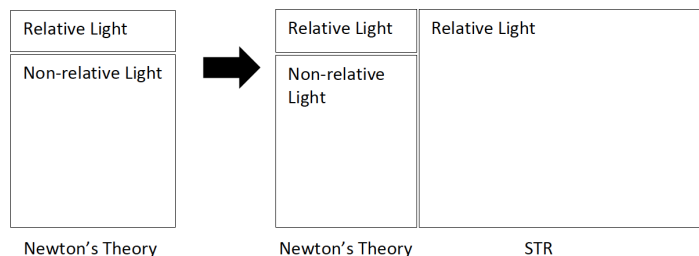 Relative Light
Non-relative Light
Newton's Theory
Relative Light
Non-relative
Light
Relative Light
Newton's Theory
STR